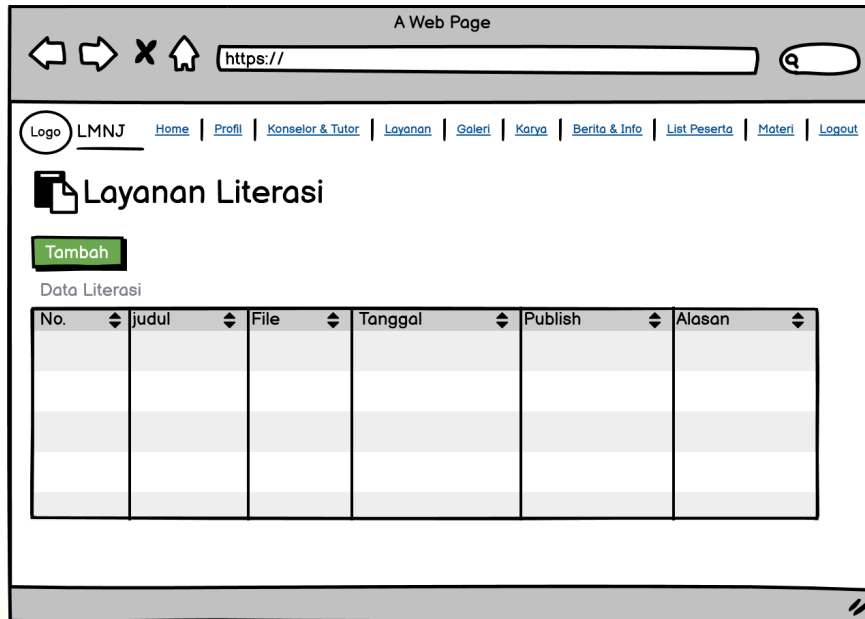 A Web Page
https://
Logo LMNJ Home Profil Konselor & Tutor Layanan Galeri Karya Berita & Info List Peserta Materi Logout
Layanan Literasi
Tambah
Data Literasi
No. judul File Tanggal Publish Alasan